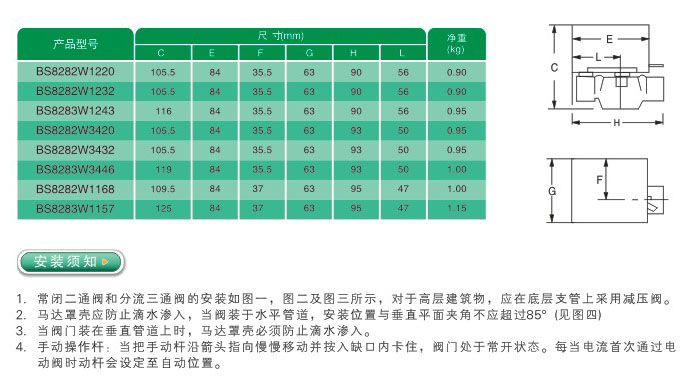 产品型号 尺 寸(mm) 净重 (kg)
C E F G H L
BS8282W1220 105.5 84 35.5 63 90 56 0.90
BS8282W1232 105.5 84 35.5 63 90 56 0.90
BS8283W1243 116 84 35.5 63 90 56 0.95
BS8282W3420 105.5 84 35.5 63 93 50 0.95
BS8282W3432 105.5 84 35.5 63 93 50 0.95
BS8283W3446 119 84 35.5 63 93 50 1.00
BS8282W1168 109.5 84 37 63 95 47 1.00
BS8283W1157 125 84 37 63 95 47 1.15
E
L
C
H
F
G
安装须知
1. 常闭二通阀和分流三通阀的安装如图一，图二及图三所示，对于高层建筑物，应在底层支管上采用减压阀。
2. 马达罩壳应防止滴水渗入，当阀装于水平管道，安装位置与垂直平面夹角不应超过85° (见图四)
3. 当阀门装在垂直管道上时，马达罩壳必须防止滴水渗入。
4. 手动操作杆：当把手动杆沿箭头指向慢慢移动并按入缺口内卡住，阀门处于常开状态。每当电流首次通过电
动阀时动杆会设定至自动位置。